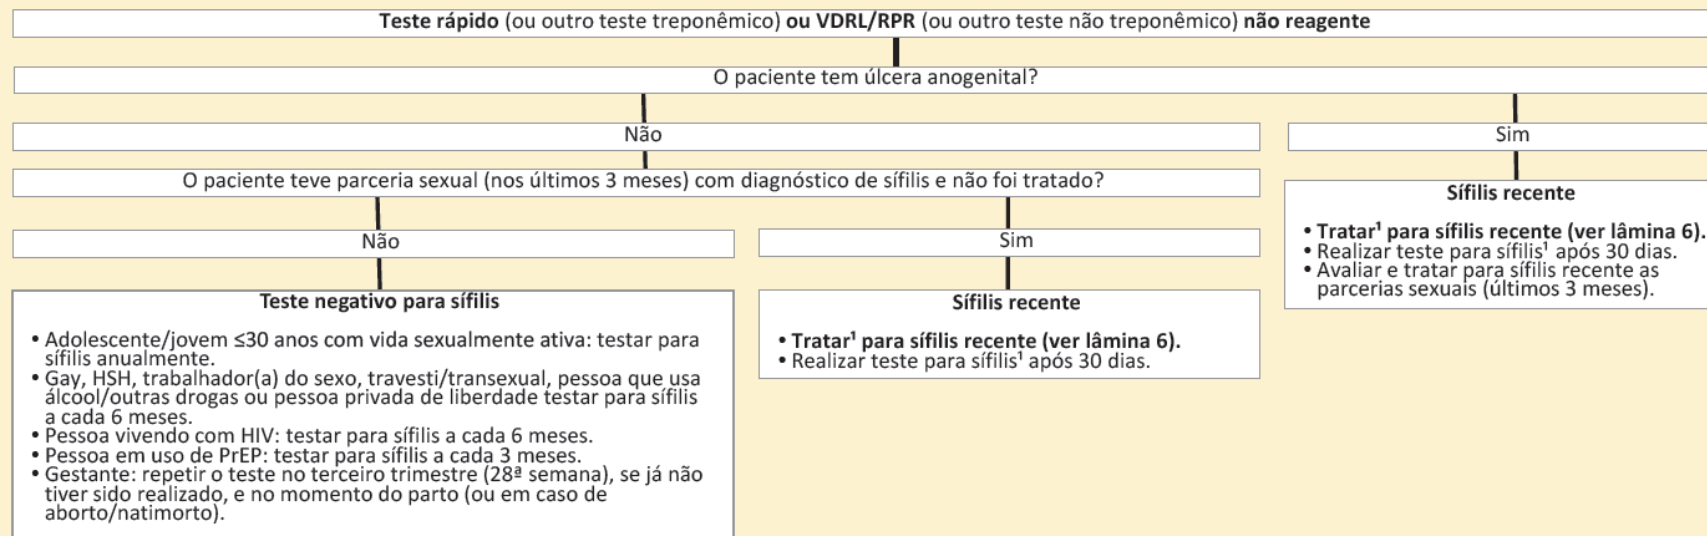 Teste rápido (ou outro teste treponêmico) ou VDRL/RPR (ou outro teste não treponêmico) não reagente
O paciente tem úlcera anogenital?
Não
Sim
O paciente teve parceria sexual (nos últimos 3 meses) com diagnóstico de sífilis e não foi tratado?
Não
Sim
Sífilis recente
• Tratar¹ para sífilis recente (ver lâmina 6).
• Realizar teste para sífilis¹ após 30 dias.
• Avaliar e tratar para sífilis recente as
parcerias sexuais (últimos 3 meses).
Teste negativo para sífilis
• Adolescente/jovem ≤30 anos com vida sexualmente ativa: testar para
sífilis anualmente.
• Gay, HSH, trabalhador(a) do sexo, travesti/transexual, pessoa que usa
álcool/outras drogas ou pessoa privada de liberdade testar para sífilis
a cada 6 meses.
• Pessoa vivendo com HIV: testar para sífilis a cada 6 meses.
• Pessoa em uso de PrEP: testar para sífilis a cada 3 meses.
• Gestante: repetir o teste no terceiro trimestre (28ª semana), se já não
tiver sido realizado, e no momento do parto (ou em caso de
aborto/natimorto).
Sífilis recente
• Tratar¹ para sífilis recente (ver lâmina 6).
• Realizar teste para sífilis¹ após 30 dias.